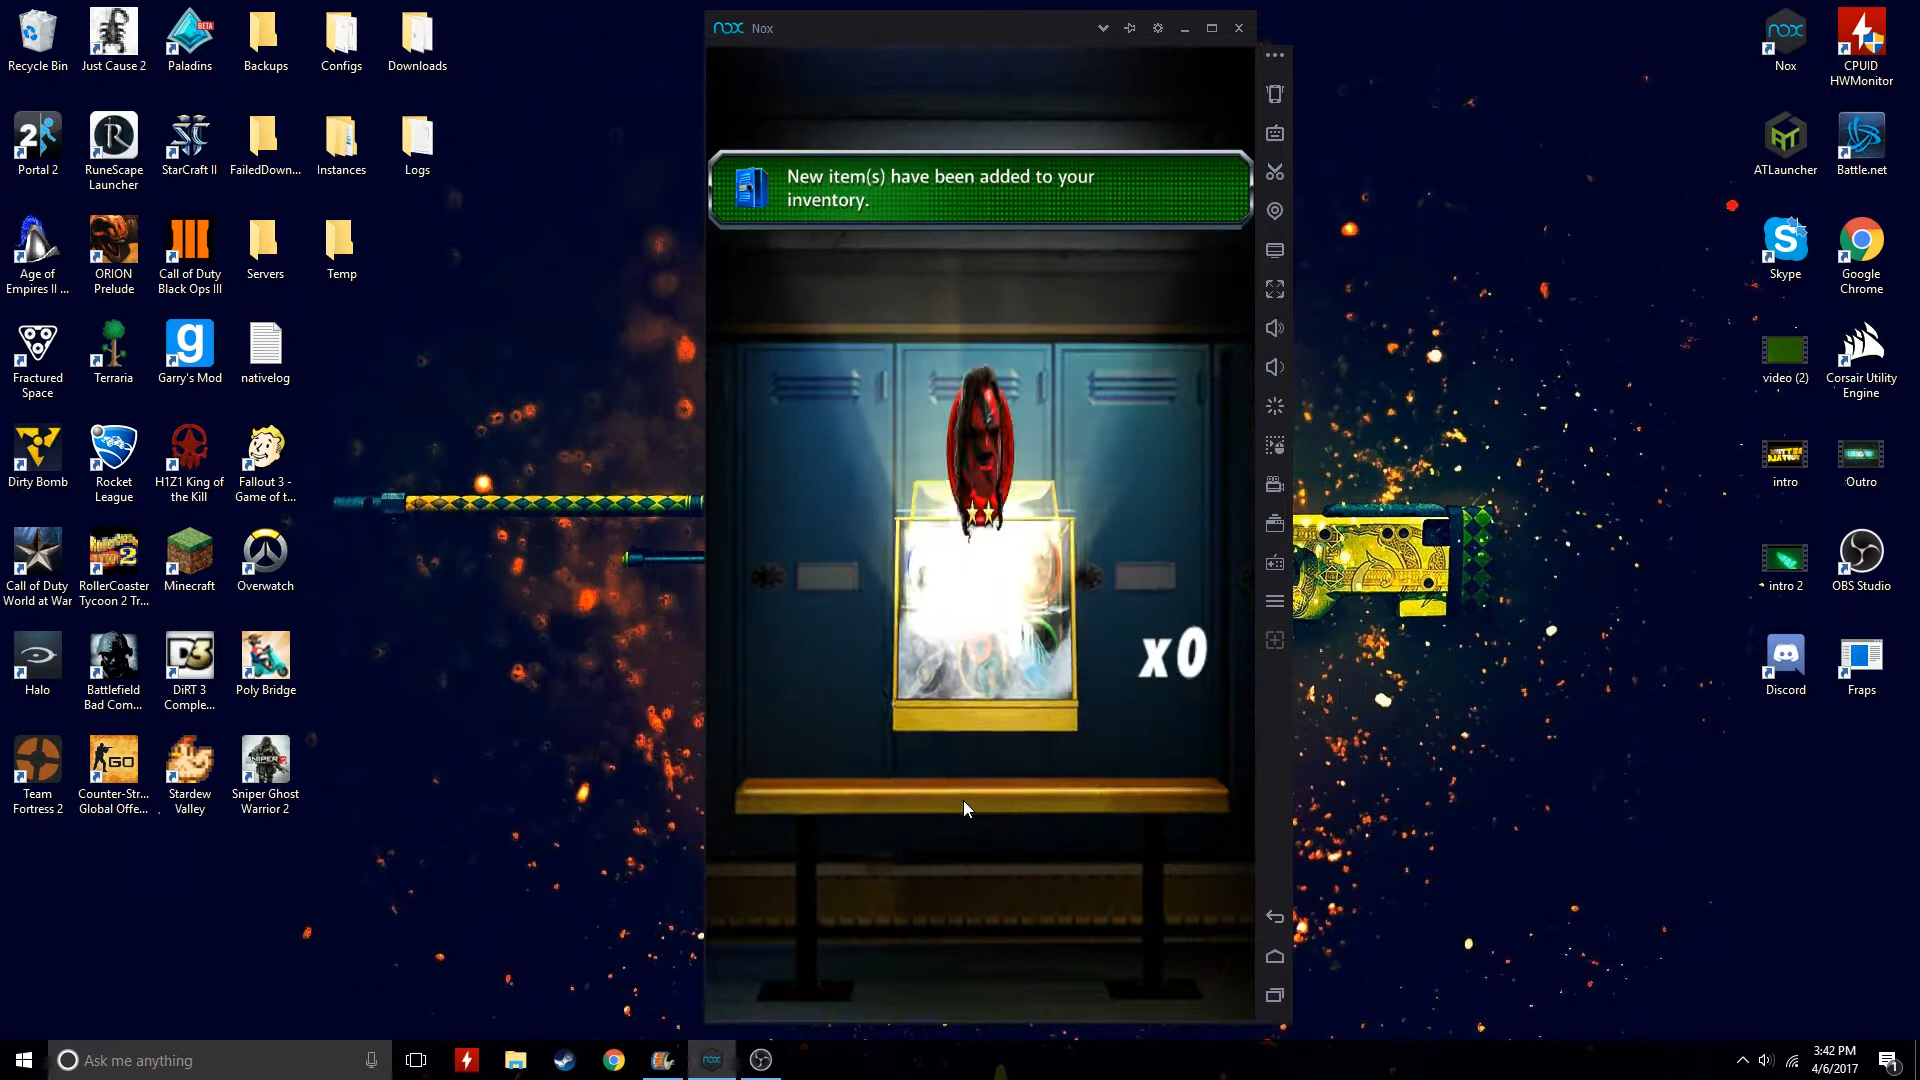 Recycle Bin
Just Cause 2
BETA
Paladins
Backups
Configs
Downloads
Portal 2
RuneScape
Launcher
StarCraft II
FailedDown...
Instances
Logs
Age of
Empires II ...
ORION
Prelude
Call of Duty
Black Ops III
Servers
Temp
Fractured
Space
Terraria
Garry's Mod
nativelog
Dirty Bomb
Rocket
League
H1Z1 King of
the Kill
Fallout 3 -
Game of t...
Call of Duty
World at War
RollerCoaster
Tycoon 2 Tr...
Minecraft
Overwatch
Halo
Battlefield
Bad Com...
DiRT 3
Comple...
Poly Bridge
Team
Fortress 2
Counter-Str...
Global Offe...
Stardew
Valley
Sniper Ghost
Warrior 2
nox Nox
New item(s) have been added to your
inventory.
x0
Nox
CPUID
HWMonitor
ATLauncher
Battle.net
Skype
Google
Chrome
video (2)
Corsair Utility
Engine
intro
Outro
intro 2
OBS Studio
Discord
Fraps
Ask me anything
3:42 PM
4/6/2017
1